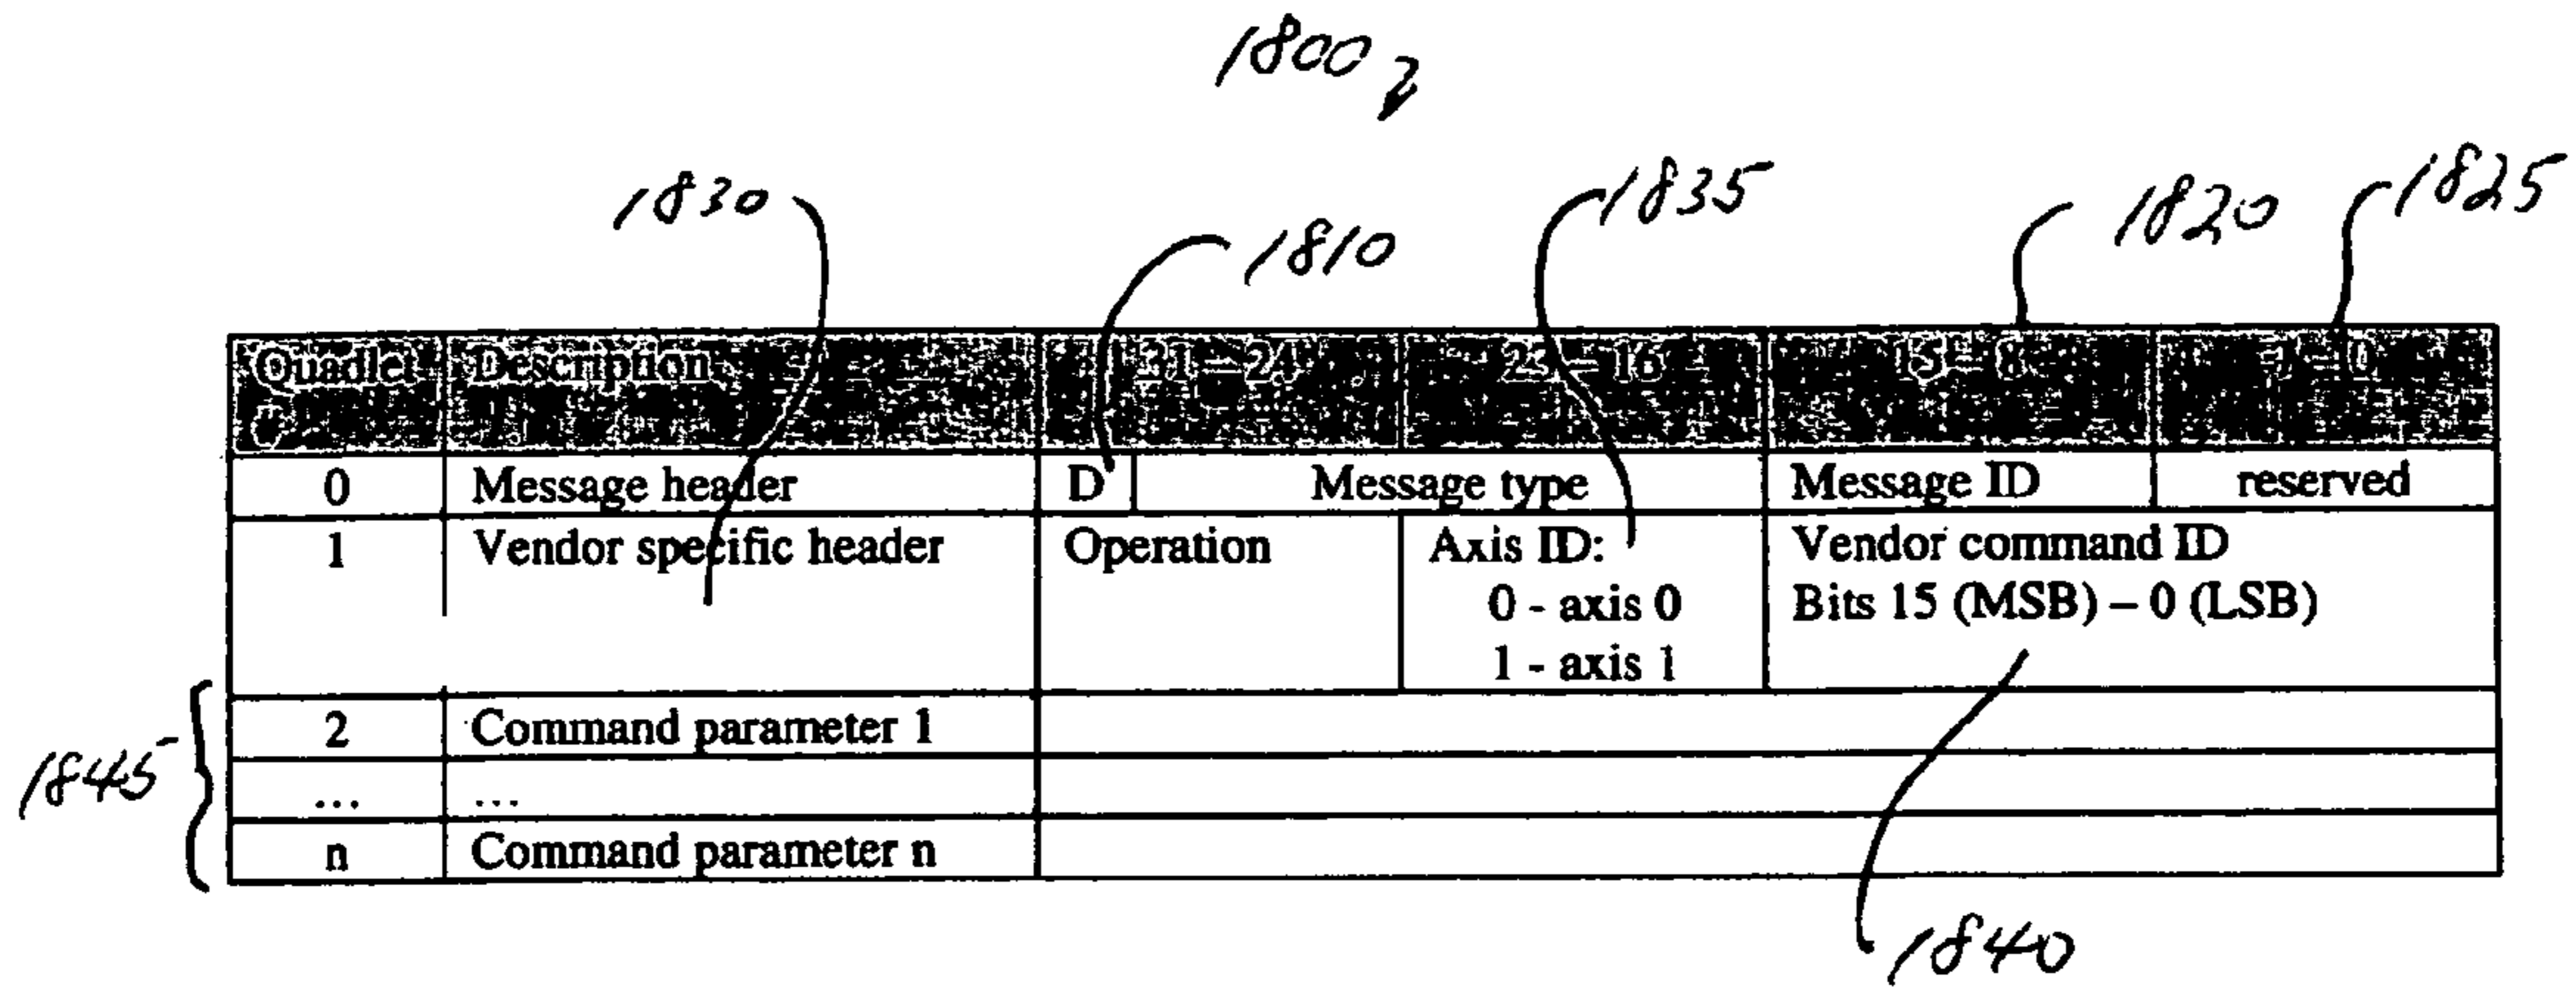 1800
1830 1810 1835 1820 1825
Quadlet Description 31 – 24 23 – 16 15 – 8 7 – 0
#
0 Message header D Message type Message ID reserved
1 Vendor specific header Operation Axis ID: Vendor command ID
0 - axis 0 Bits 15 (MSB) – 0 (LSB)
1 - axis 1
1845
2 Command parameter 1
... ...
n Command parameter n
1840